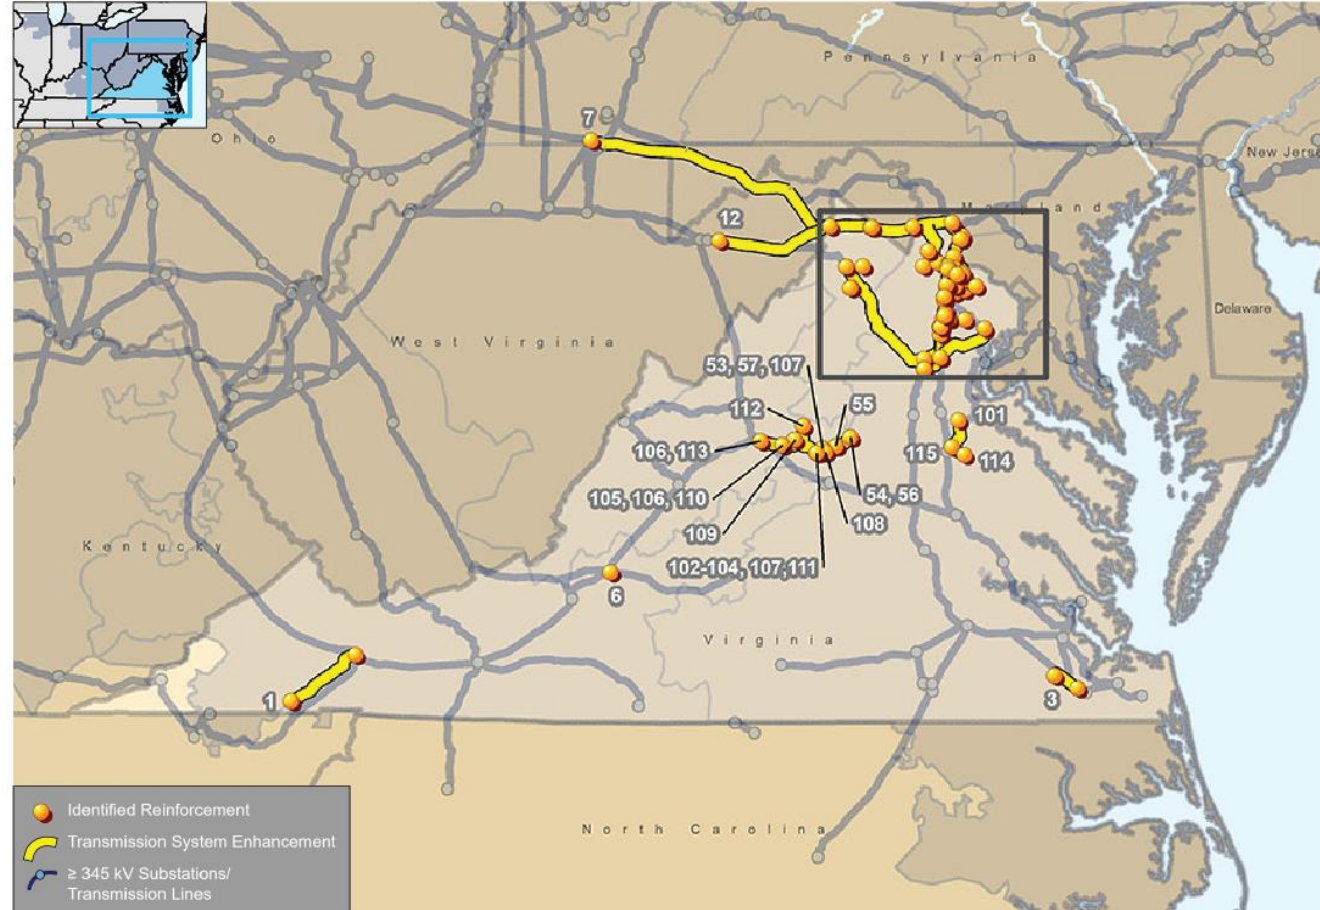 Pennsylvania
Ohio
7
New Jerse
Maryland
12
Delaware
West Virginia
53, 57, 107
112
55
101
106, 113
115
114
105, 106, 110
54, 56
108
109
Kentucky
102-104, 107,111
6
Virginia
1
3
Identified Reinforcement
North Carolina
Transmission System Enhancement
≥ 345 kV Substations/
Transmission Lines